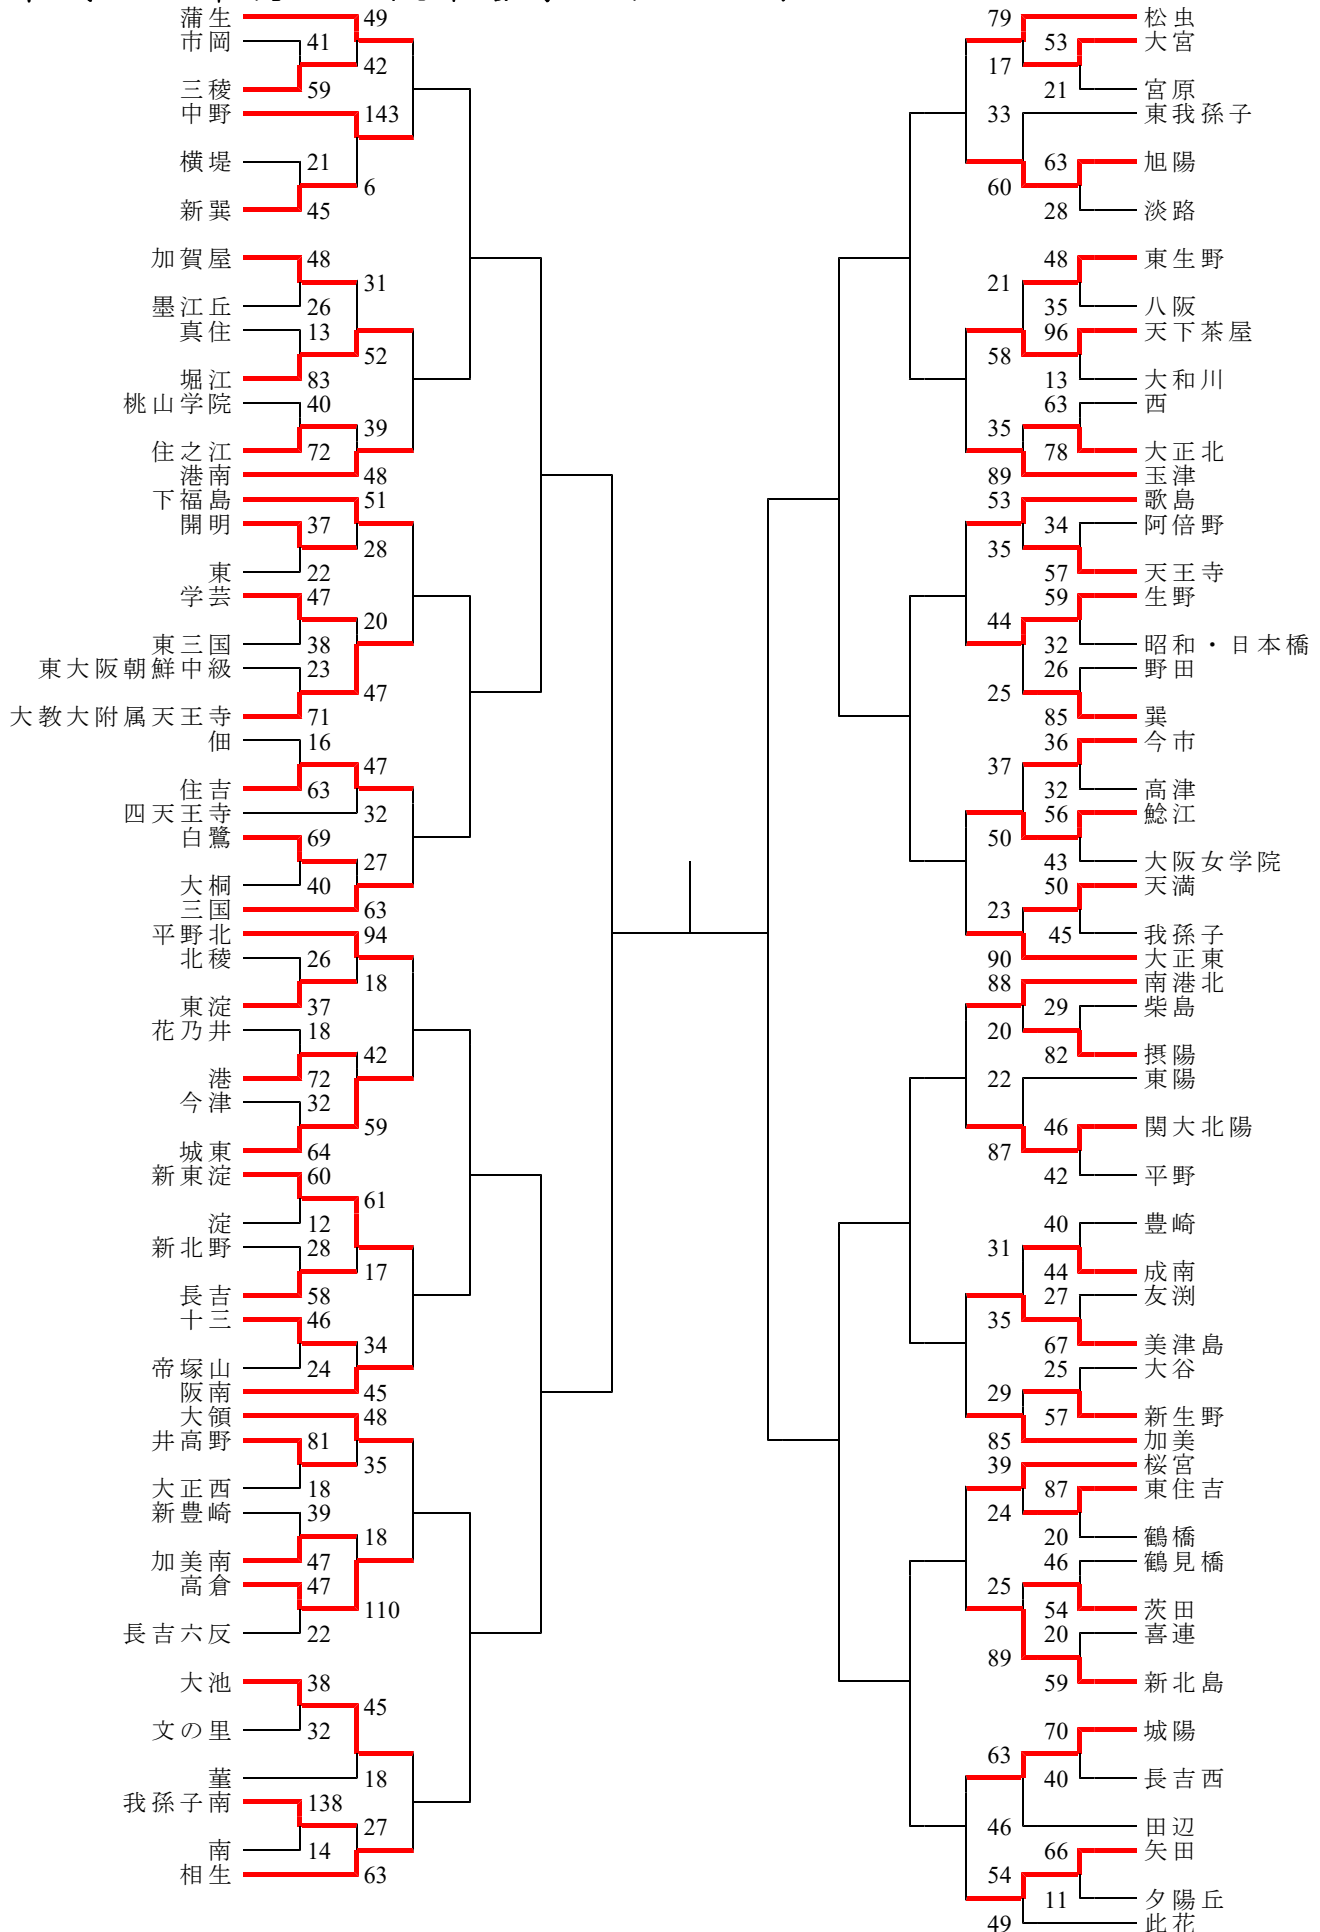 蒲生 49
市岡 41
42
三稜 59
中野 143
横堤 21
6
新巽 45
加賀屋 48
31
墨江丘 26
真住 13
52
堀江 83
桃山学院 40
39
住之江 72
港南 48
下福島 51
開明 37
28
東 22
学芸 47
20
東三国 38
東大阪朝鮮中級 23
47
大教大附属天王寺 71
佃 16
47
住吉 63
四天王寺 32
白鷺 69
27
大桐 40
三国 63
平野北 94
北稜 26
18
東淀 37
花乃井 18
42
港 72
今津 32
59
城東 64
新東淀 60
61
淀 12
新北野 28
17
長吉 58
十三 46
34
帝塚山 24
阪南 45
大領 48
井高野 81
35
大正西 18
新豊崎 39
18
加美南 47
高倉 47
110
長吉六反 22
大池 38
45
文の里 32
菫 18
我孫子南 138
27
南 14
相生 63
79 松虫
53 大宮
17
21 宮原
33 東我孫子
63 旭陽
60
28 淡路
48 東生野
21
35 八阪
96 天下茶屋
58
13 大和川
63 西
35
78 大正北
89 玉津
53 歌島
34 阿倍野
35
57 天王寺
59 生野
44
32 昭和・日本橋
26 野田
25
85 巽
36 今市
37
32 高津
56 鯰江
50
43 大阪女学院
50 天満
23
45 我孫子
90 大正東
88 南港北
29 柴島
20
82 摂陽
22 東陽
46 関大北陽
87
42 平野
40 豊崎
31
44 成南
27 友渕
35
67 美津島
25 大谷
29
57 新生野
85 加美
39 桜宮
87 東住吉
24
20 鶴橋
46 鶴見橋
25
54 茨田
20 喜連
89
59 新北島
70 城陽
63
40 長吉西
46 田辺
66 矢田
54
11 夕陽丘
49 此花